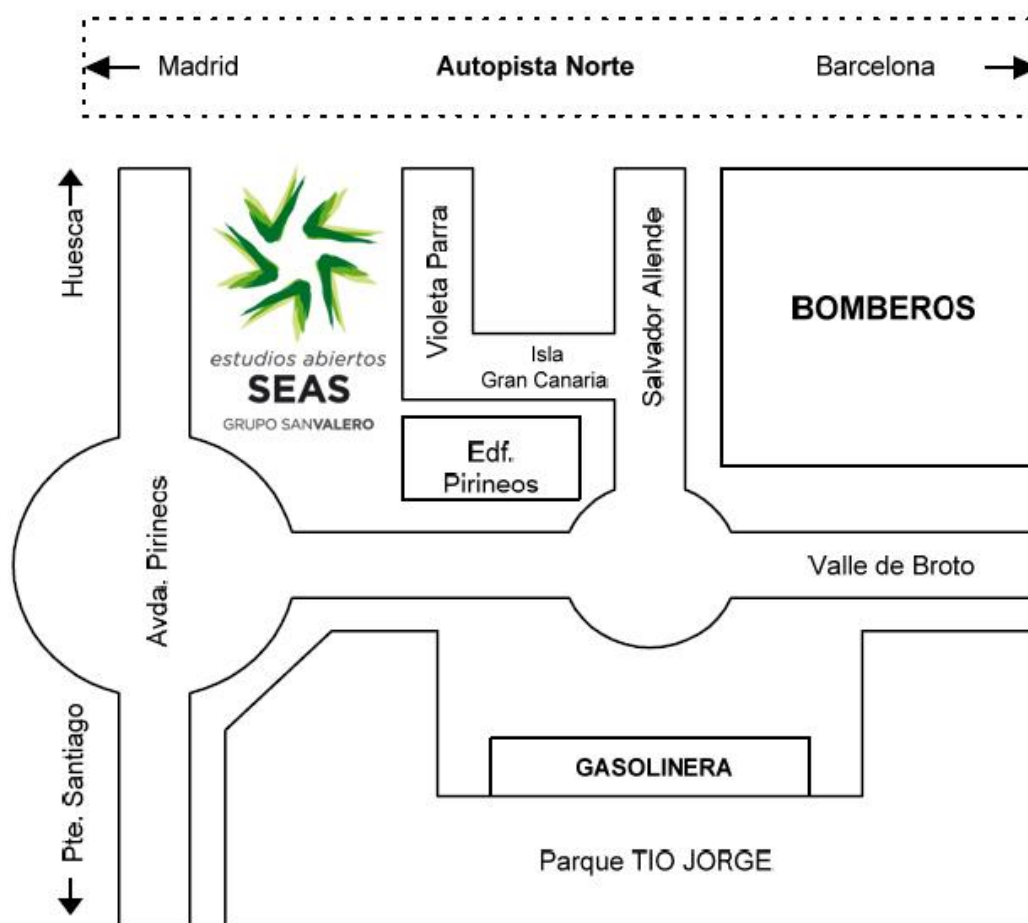 Madrid
Autopista Norte
Barcelona
Huesca
estudios abiertos
SEAS
GRUPO SANVALERO
Violeta Parra
Isla
Gran Canaria
Salvador Allende
BOMBEROS
Edf.
Pirineos
Avda. Pirineos
Valle de Broto
Pte. Santiago
GASOLINERA
Parque TIO JORGE